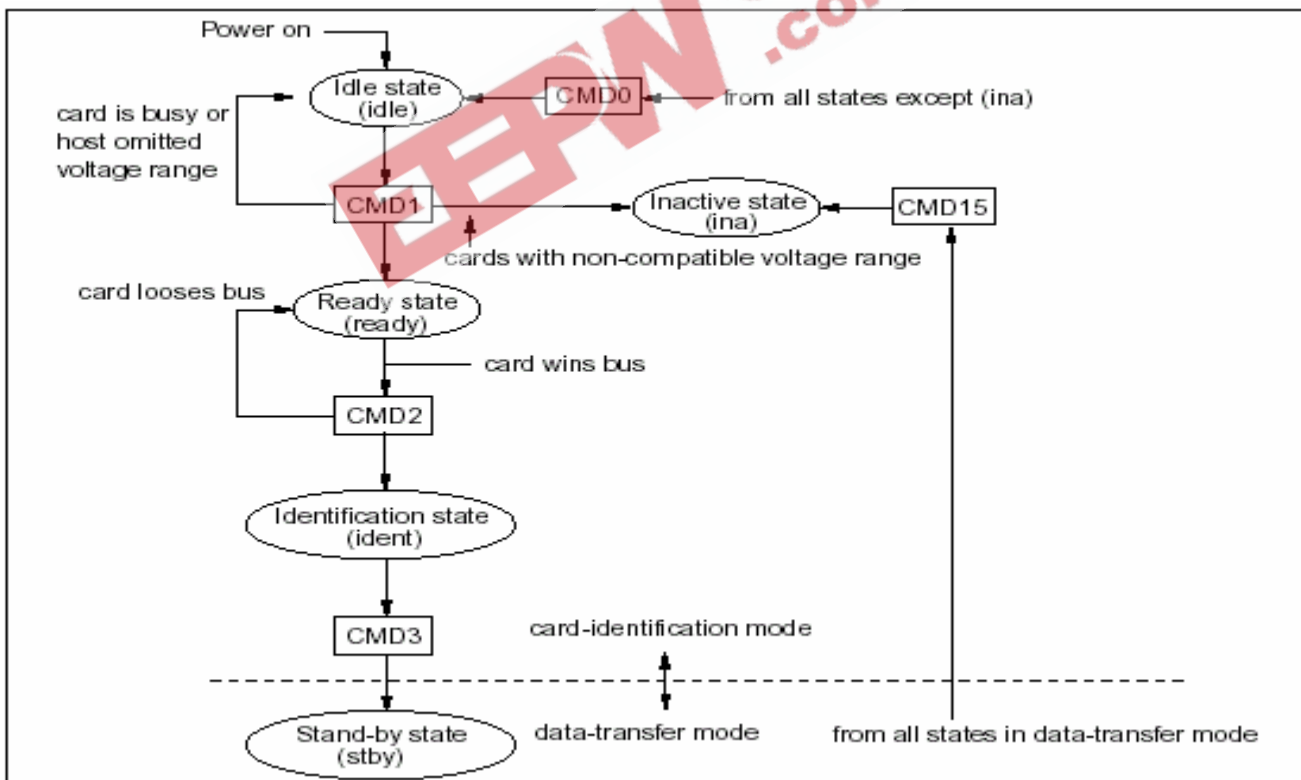 Power on
Idle state
(idle)
CMD0
from all states except (ina)
card is busy or
host omitted
voltage range
CMD1
Inactive state
(ina)
CMD15
cards with non-compatible voltage range
card looses bus
Ready state
(ready)
card wins bus
CMD2
Identification state
(ident)
CMD3
card-identification mode
Stand-by state
(stby)
data-transfer mode
from all states in data-transfer mode
EEPW.com